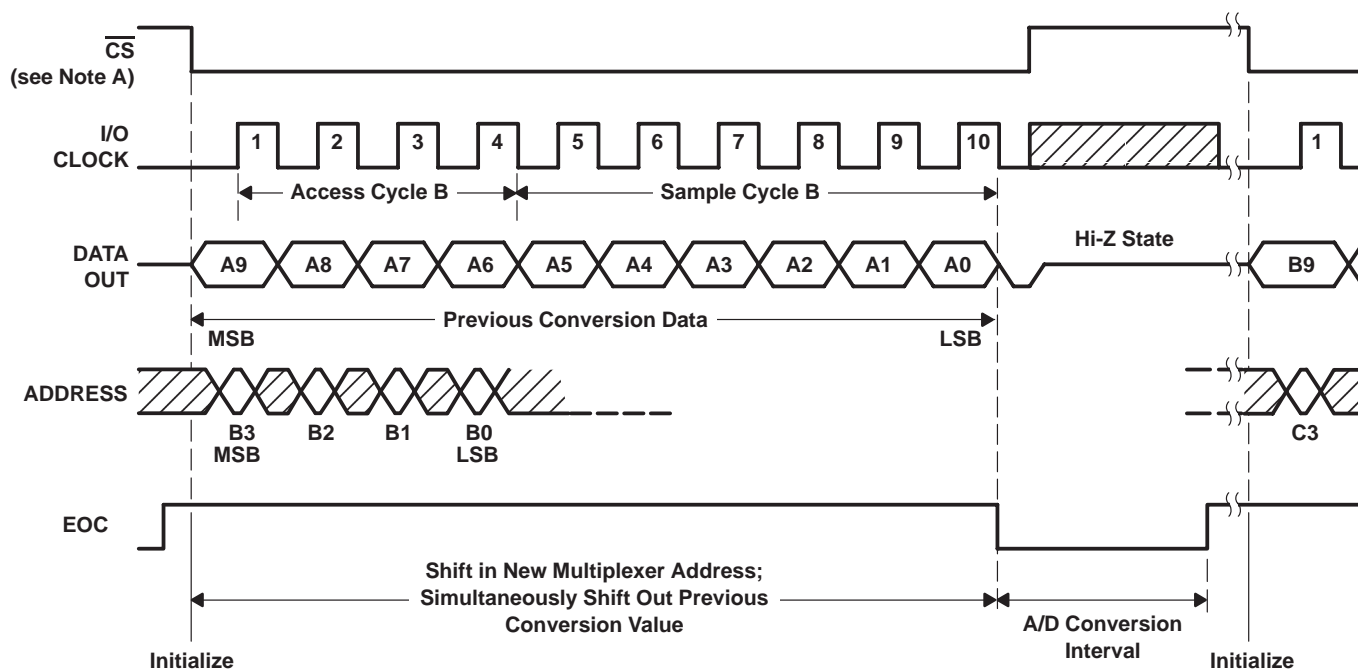 CS
(see Note A)
I/O
CLOCK
1 2 3 4 5 6 7 8 9 10 1
Access Cycle B Sample Cycle B
DATA
OUT
A9 A8 A7 A6 A5 A4 A3 A2 A1 A0 B9
Hi-Z State
Previous Conversion Data
MSB LSB
ADDRESS
B3 B2 B1 B0 C3
MSB LSB
EOC
Shift in New Multiplexer Address;
Simultaneously Shift Out Previous
Conversion Value
A/D Conversion
Interval
Initialize Initialize